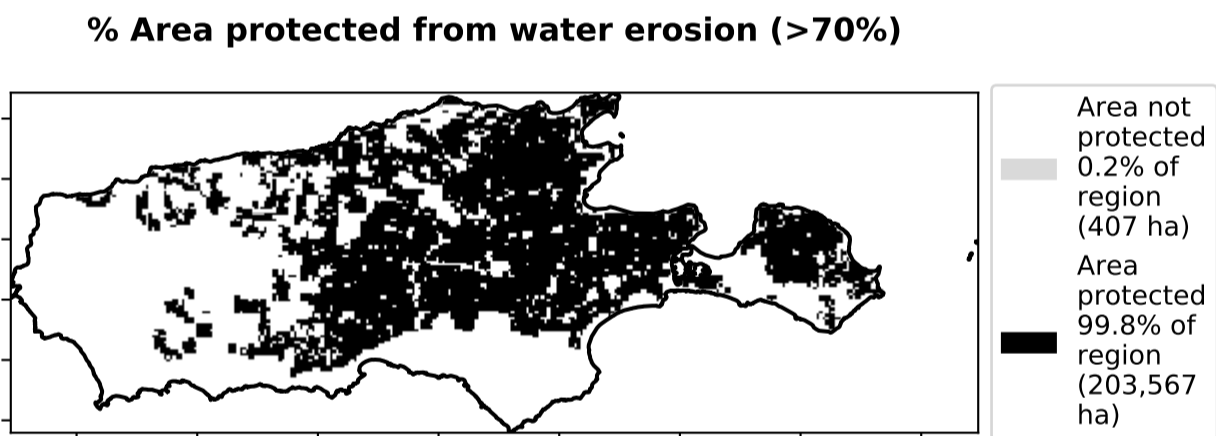 % Area protected from water erosion (>70%)
Area not
protected
0.2% of
region
(407 ha)
Area
protected
99.8% of
region
(203,567
ha)